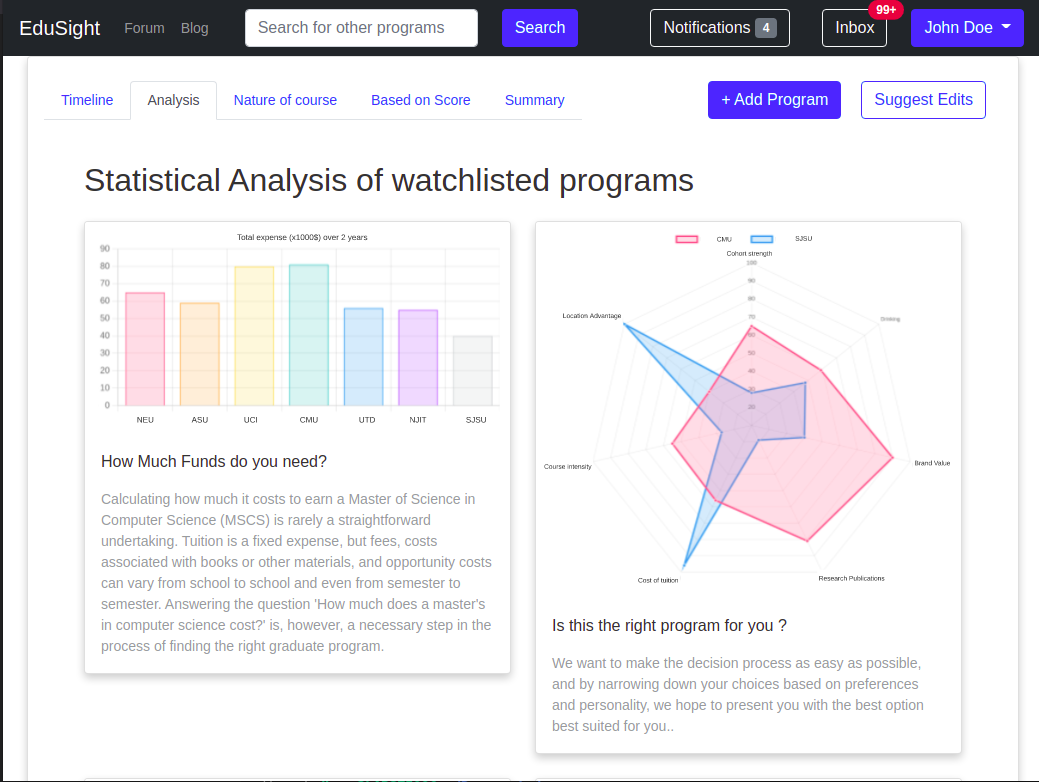 EduSight Forum Blog Search for other programs Search Notifications 4 Inbox 99+ John Doe
Timeline Analysis Nature of course Based on Score Summary + Add Program Suggest Edits
Statistical Analysis of watchlisted programs
Total expense (x1000$) over 2 years
90
80
70
60
50
40
30
20
10
0
NEU ASU UCI CMU UTD NJIT SJSU
How Much Funds do you need?
Calculating how much it costs to earn a Master of Science in
Computer Science (MSCS) is rarely a straightforward
undertaking. Tuition is a fixed expense, but fees, costs
associated with books or other materials, and opportunity costs
can vary from school to school and even from semester to
semester. Answering the question 'How much does a master's
in computer science cost?' is, however, a necessary step in the
process of finding the right graduate program.
CMU SJSU
Cohort strength
100
90
80
70
60
50
40
30
20
Location Advantage
Brand Value
Course intensity
Cost of tuition
Research Publications
Is this the right program for you ?
We want to make the decision process as easy as possible,
and by narrowing down your choices based on preferences
and personality, we hope to present you with the best option
best suited for you..